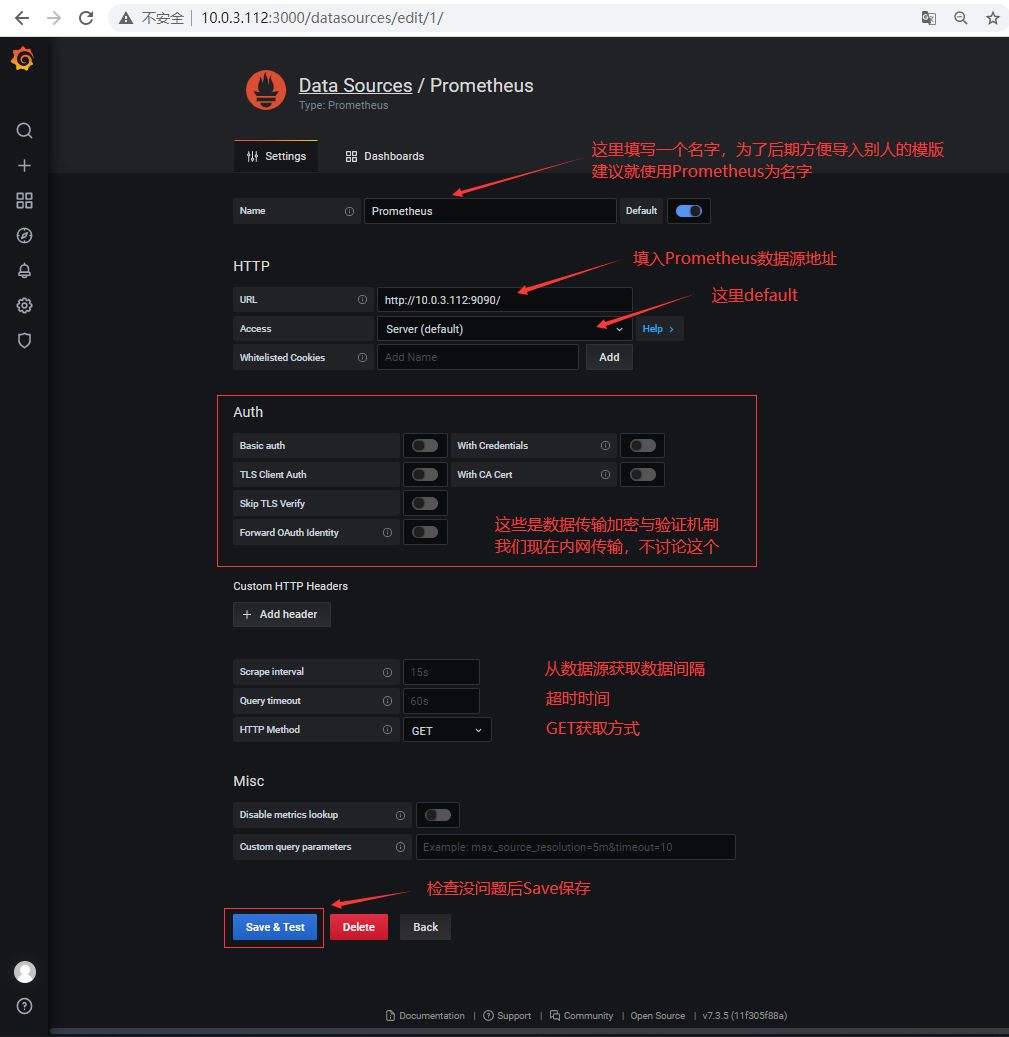 不安全 10.0.3.112:3000/datasources/edit/1/
Data Sources / Prometheus
Type: Prometheus
Settings Dashboards
这里填写一个名字，为了后期方便导入别人的模版
建议就使用Prometheus为名字
Name Prometheus Default
HTTP
填入Prometheus数据源地址
URL http://10.0.3.112:9090/
这里default
Access Server (default) Help ›
Whitelisted Cookies Add Name Add
Auth
Basic auth With Credentials
TLS Client Auth With CA Cert
Skip TLS Verify
Forward OAuth Identity
这些是数据传输加密与验证机制
我们现在内网传输，不讨论这个
Custom HTTP Headers
+ Add header
Scrape interval 15s 从数据源获取数据间隔
Query timeout 60s 超时时间
HTTP Method GET GET获取方式
Misc
Disable metrics lookup
Custom query parameters Example: max_source_resolution=5m&timeout=10
检查没问题后Save保存
Save & Test Delete Back
Documentation | Support | Community | Open Source | v7.3.5 (11f305f88a)